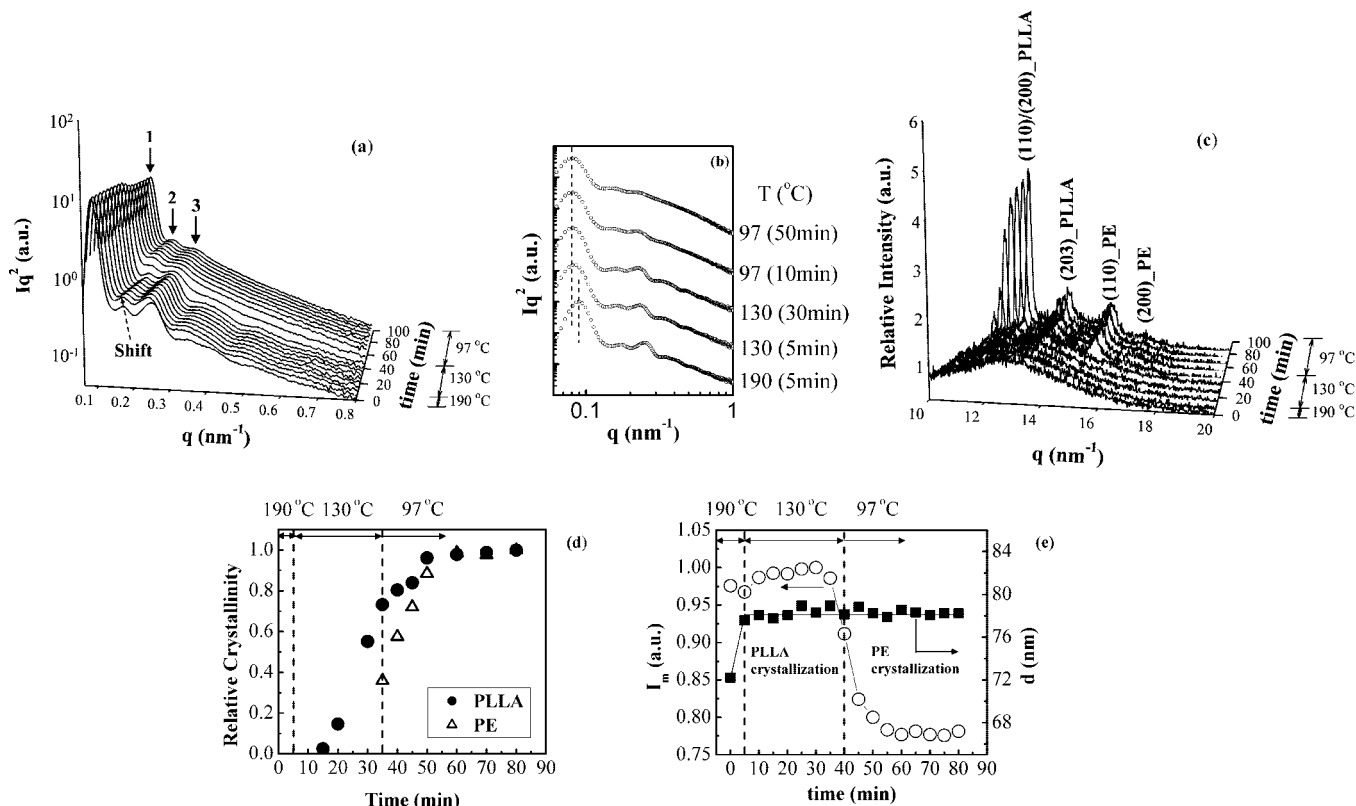 (a)
10²
10¹
10⁰
10⁻¹
Iq² (a.u.)
1
2
3
Shift
0.1 0.2 0.3 0.4 0.5 0.6 0.7 0.8
q (nm⁻¹)
100
80
60
40
20
0
time (min)
97 °C
130 °C
190 °C
(b)
Iq² (a.u.)
T (°C)
97 (50min)
97 (10min)
130 (30min)
130 (5min)
190 (5min)
0.1 1
q (nm⁻¹)
(c)
6
5
4
3
2
1
Relative Intensity (a.u.)
(110)/(200)_PLLA
(203)_PLLA
(110)_PE
(200)_PE
10 12 14 16 18 20
q (nm⁻¹)
100
80
60
40
20
0
time (min)
97 °C
130 °C
190 °C
190 °C 130 °C 97 °C
(d)
1.0
0.8
0.6
0.4
0.2
0.0
Relative Crystallinity
PLLA
PE
0 10 20 30 40 50 60 70 80 90
Time (min)
190 °C 130 °C 97 °C
(e)
1.05
1.00
0.95
0.90
0.85
0.80
0.75
Iₘ (a.u.)
PLLA
crystallization
PE
crystallization
84
80
76
72
68
d (nm)
0 10 20 30 40 50 60 70 80 90
time (min)